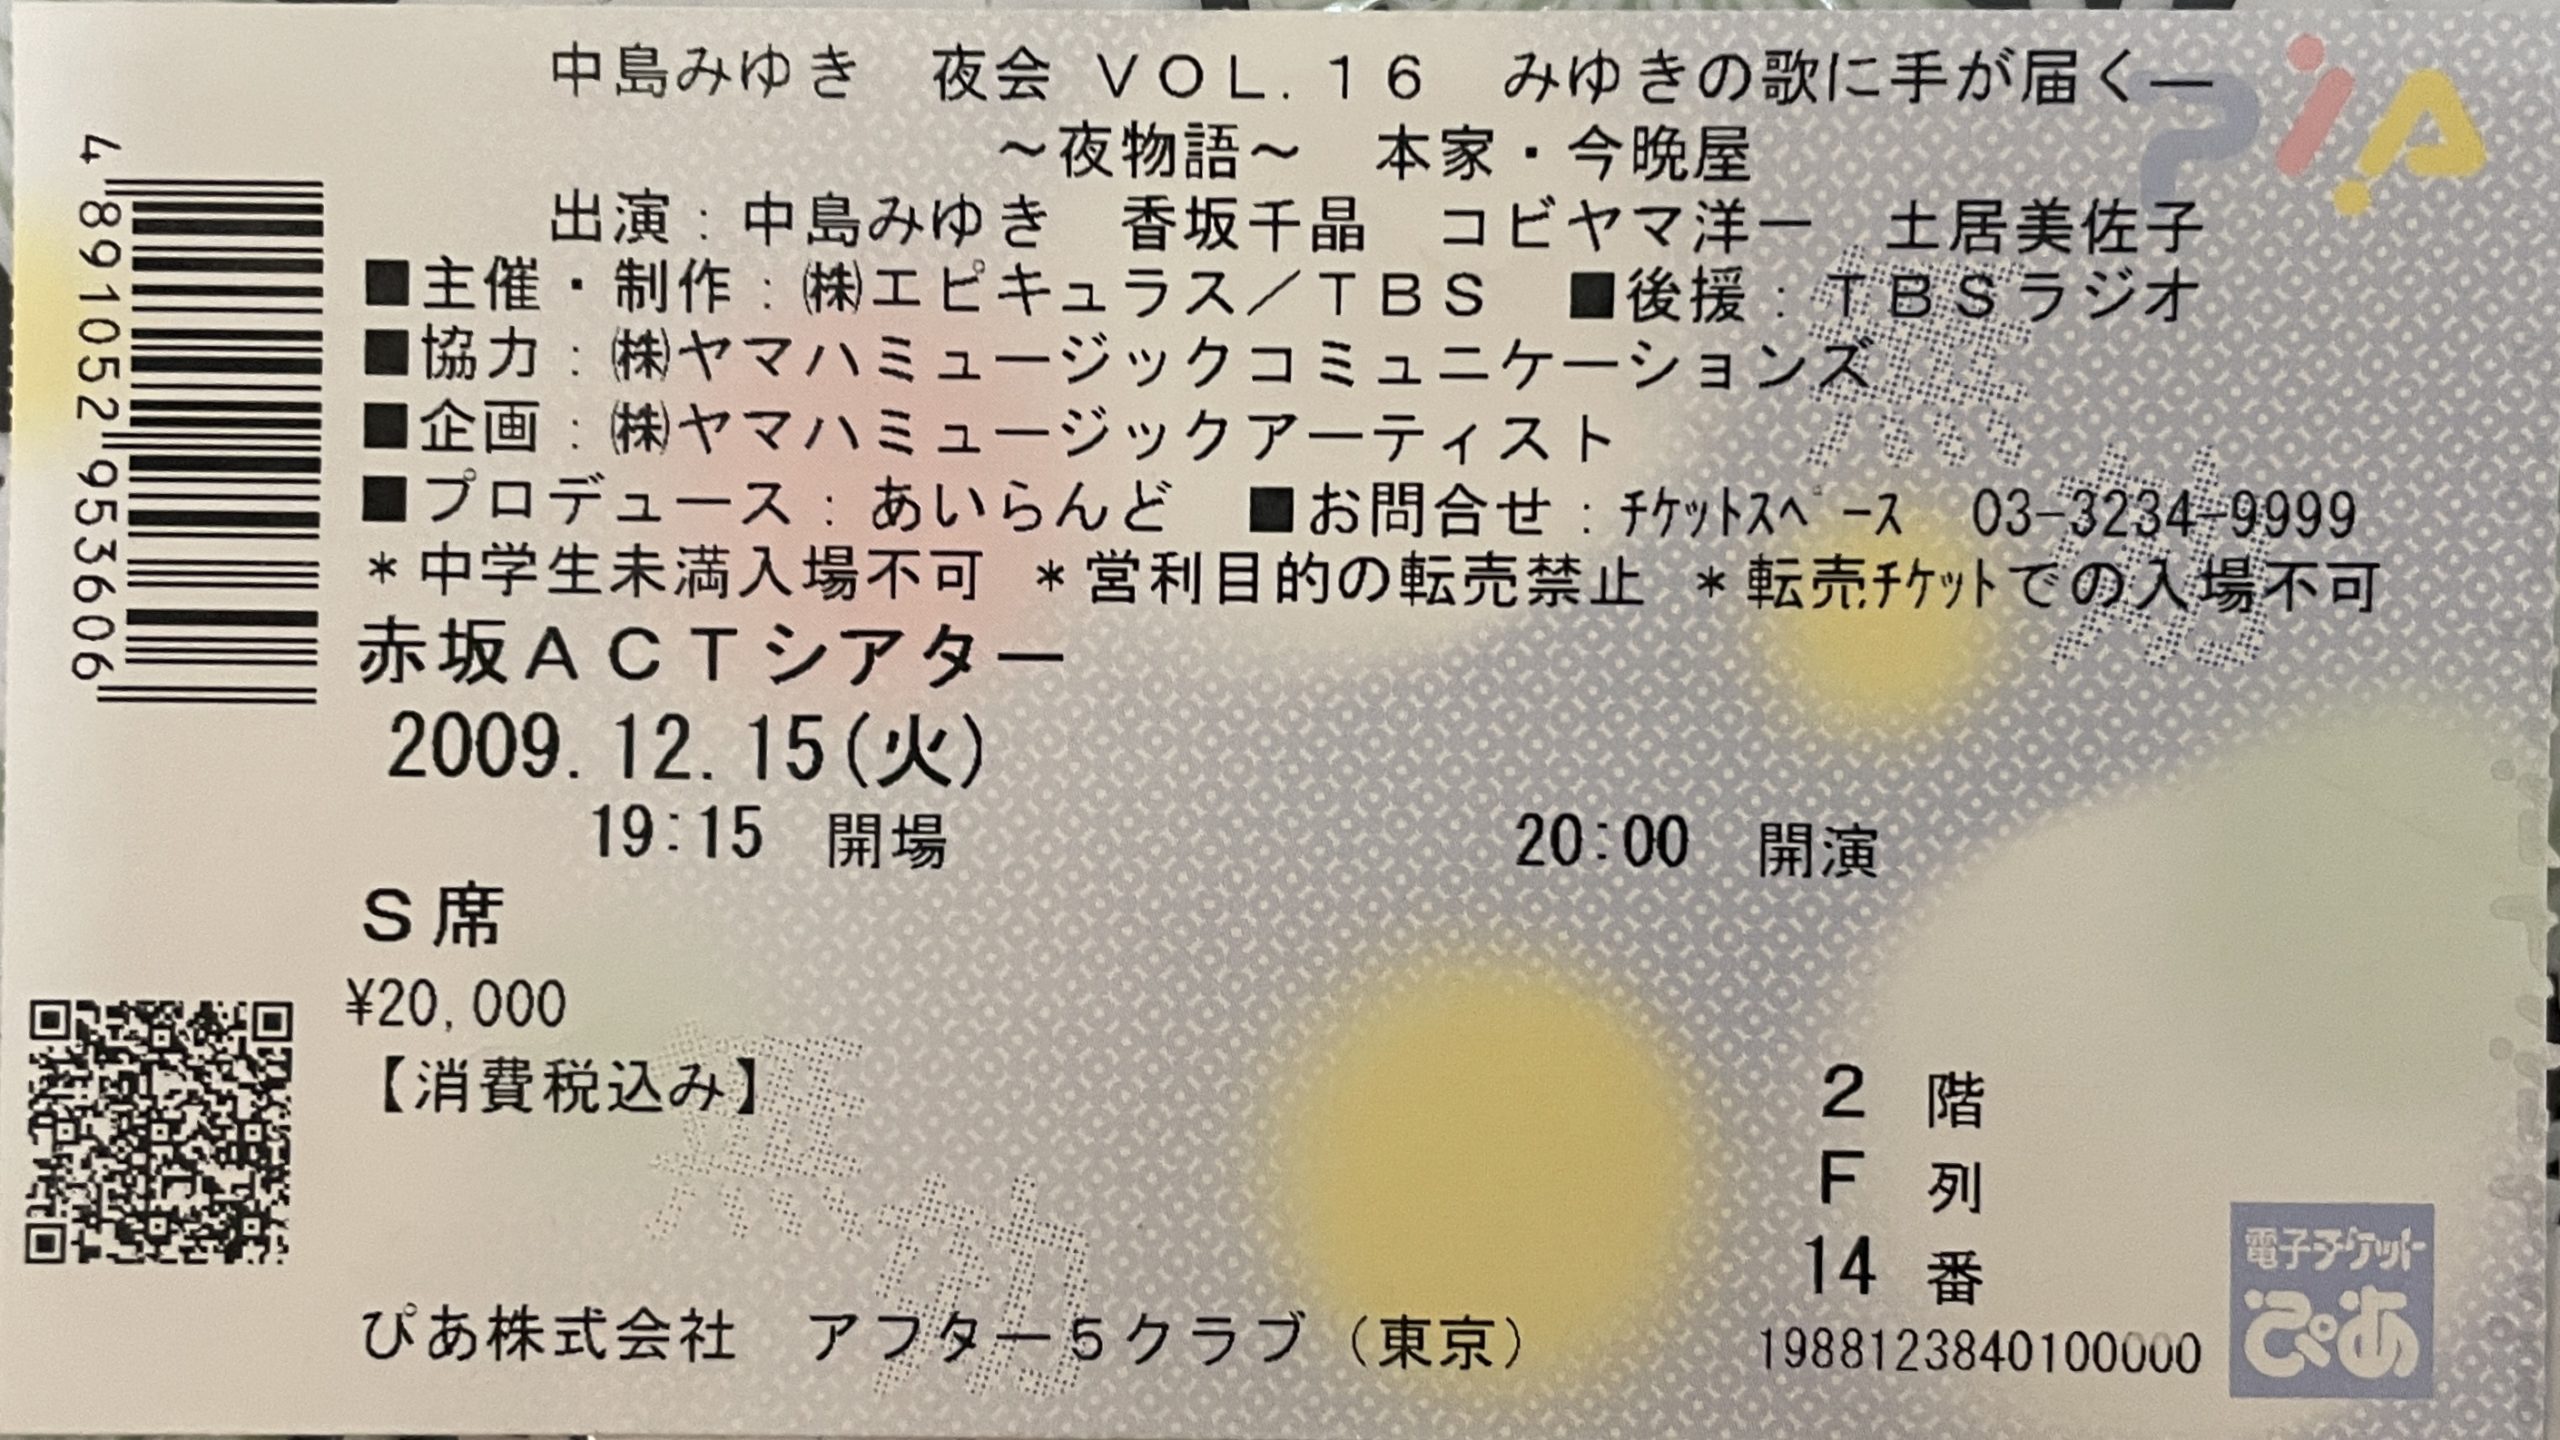 中島みゆき　夜会 ＶＯＬ．１６　みゆきの歌に手が届く―
～夜物語～　本家・今晩屋
出演：中島みゆき　香坂千晶　コビヤマ洋一　土居美佐子
■主催・制作：㈱エピキュラス／ＴＢＳ　■後援：ＴＢＳラジオ
■協力：㈱ヤマハミュージックコミュニケーションズ
■企画：㈱ヤマハミュージックアーティスト
■プロデュース：あいらんど　■お問合せ：ﾁｹｯﾄｽﾍﾟｰｽ　03-3234-9999
＊中学生未満入場不可　＊営利目的の転売禁止　＊転売ﾁｹｯﾄでの入場不可
赤坂ＡＣＴシアター
2009.12.15(火)
19:15 開場　20:00 開演
Ｓ席
¥20,000
【消費税込み】
2 階
F 列
14 番
ぴあ株式会社　アフター５クラブ（東京）
1988123840100000
4891052953606
PIA
無効
無効
電子チケット
ぴあ